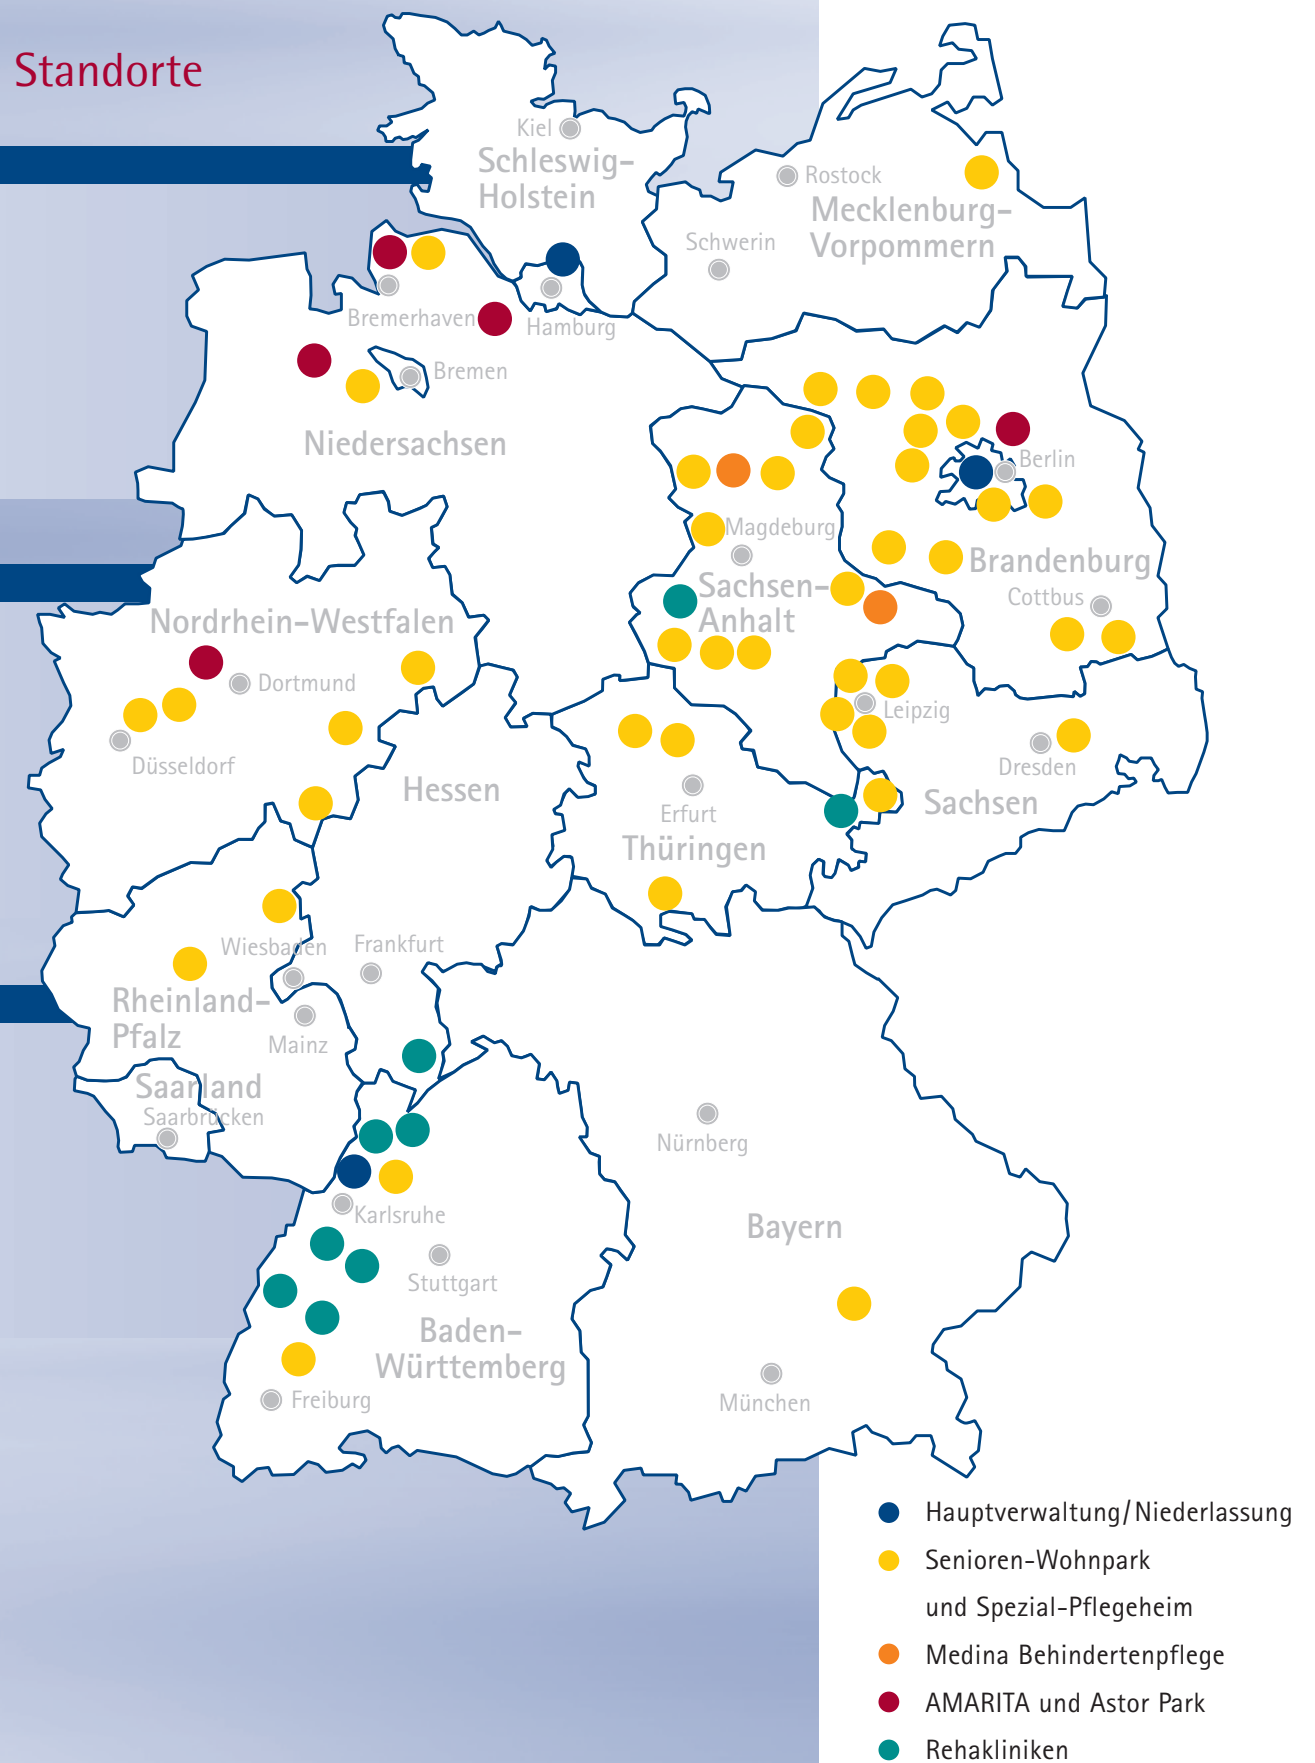 Standorte
Kiel
Schleswig-
Holstein
Rostock
Mecklenburg-
Vorpommern
Schwerin
Bremerhaven
Hamburg
Bremen
Niedersachsen
Berlin
Magdeburg
Brandenburg
Sachsen-
Anhalt
Cottbus
Nordrhein-Westfalen
Dortmund
Leipzig
Düsseldorf
Dresden
Hessen
Sachsen
Erfurt
Thüringen
Wiesbaden
Frankfurt
Rheinland-
Pfalz
Mainz
Saarland
Saarbrücken
Nürnberg
Karlsruhe
Bayern
Stuttgart
Baden-
Württemberg
Freiburg
München
Hauptverwaltung/Niederlassung
Senioren-Wohnpark
und Spezial-Pflegeheim
Medina Behindertenpflege
AMARITA und Astor Park
Rehakliniken